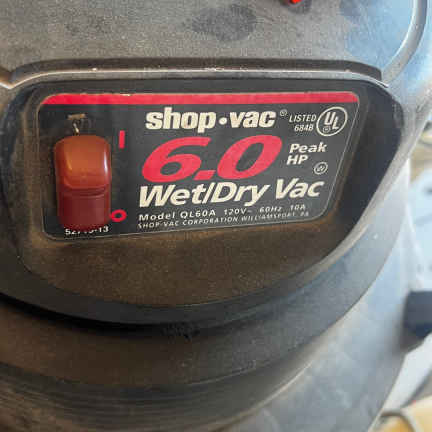 shop·vac®
LISTED
684B
UL
6.0 Peak
HP
Wet/Dry Vac
Model QL60A 120V~ 60Hz 10A
SHOP-VAC CORPORATION WILLIAMSPORT, PA